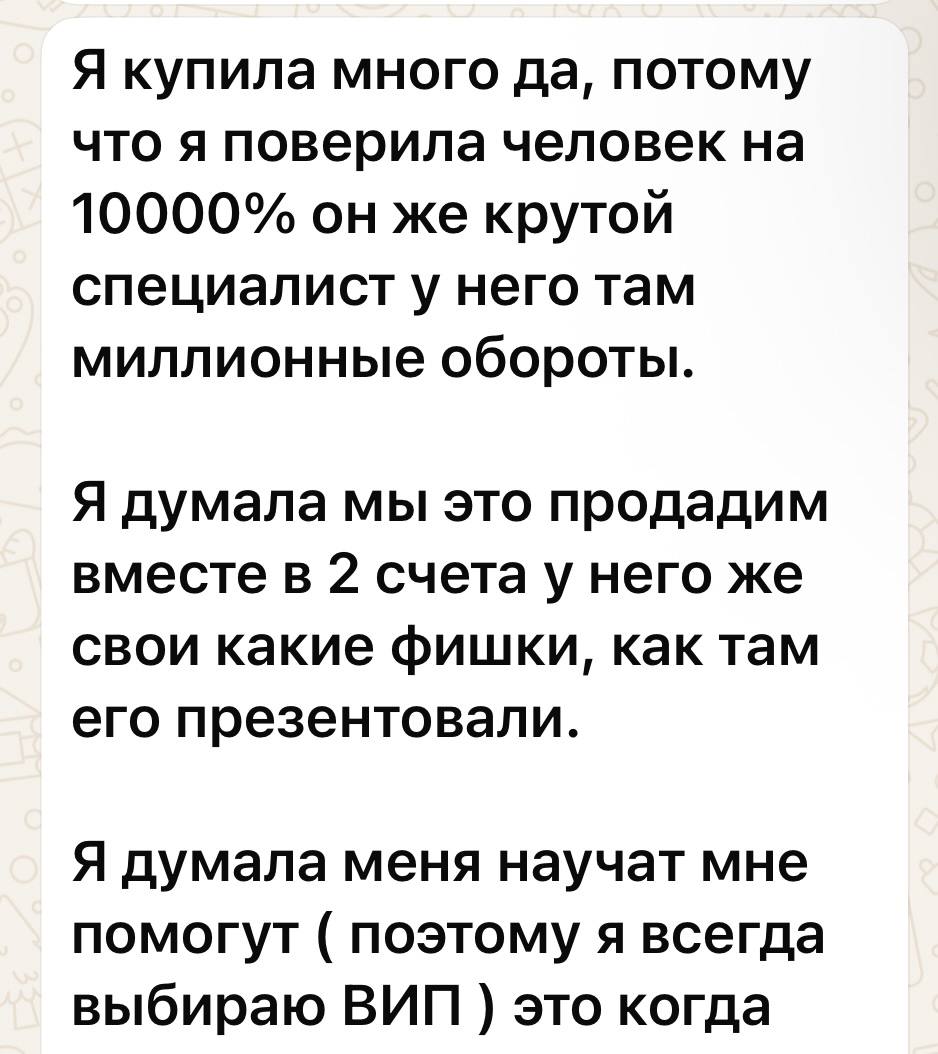 Я купила много да, потому
что я поверила человек на
10000% он же крутой
специалист у него там
миллионные обороты.
Я думала мы это продадим
вместе в 2 счета у него же
свои какие фишки, как там
его презентовали.
Я думала меня научат мне
помогут ( поэтому я всегда
выбираю ВИП ) это когда